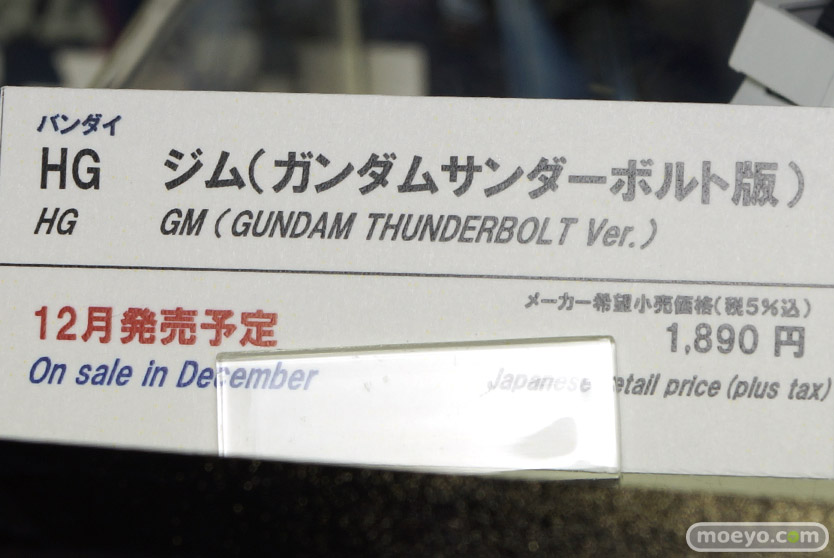 バンダイ
HG ジム(ガンダムサンダーボルト版)
HG GM (GUNDAM THUNDERBOLT Ver.)
12月発売予定
On sale in December
メーカー希望小売価格(税5%込)
1,890 円
Japanese retail price (plus tax)
moeyo.com